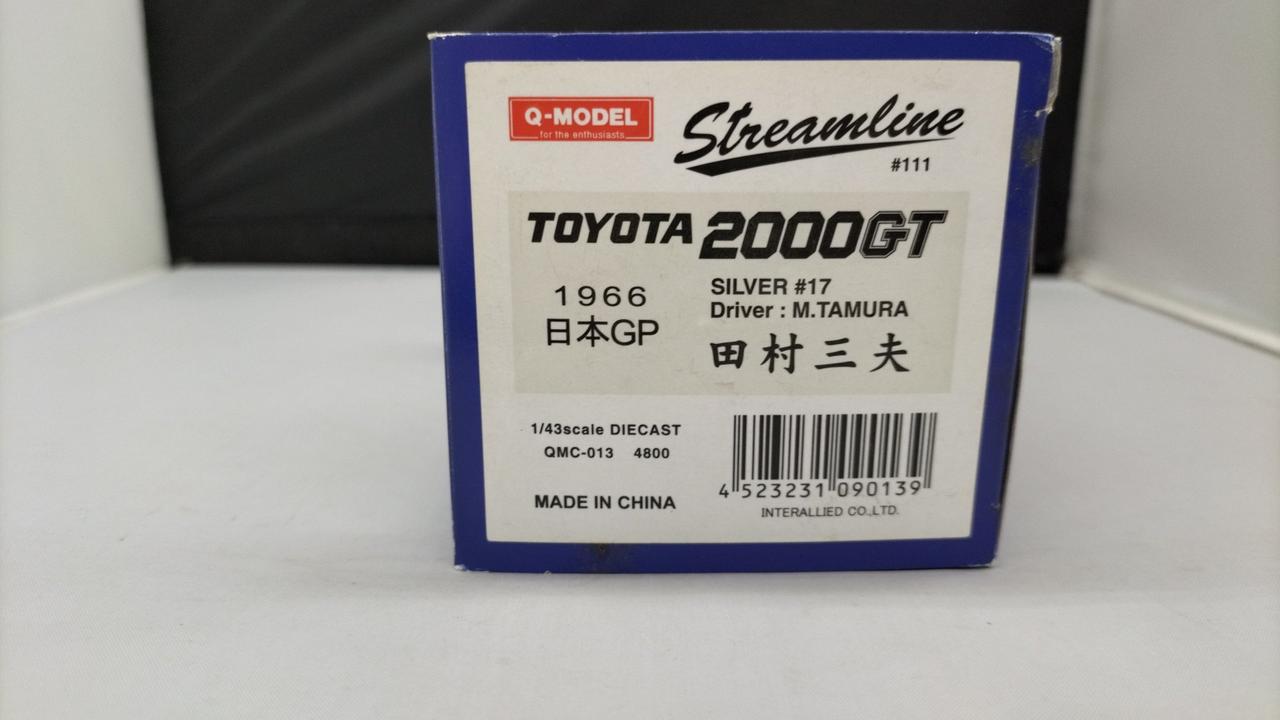 Q-MODEL
for the enthusiasts
Streamline
#111
TOYOTA 2000GT
1966
日本GP
SILVER #17
Driver : M.TAMURA
田村三夫
1/43scale DIECAST
QMC-013 4800
MADE IN CHINA
4 523231 090139
INTERALLIED CO.,LTD.